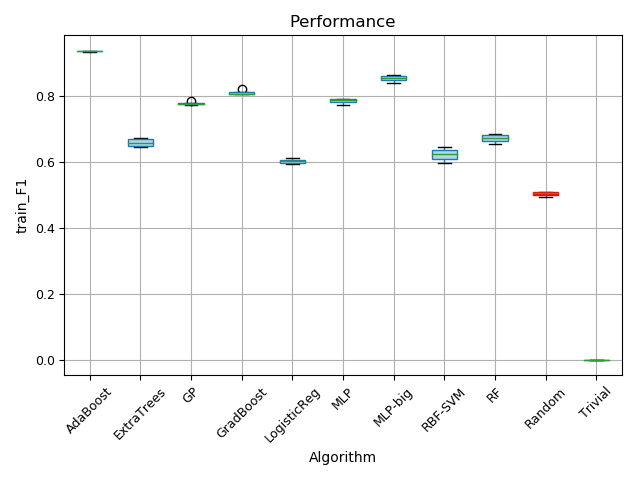 Performance
train_F1
0.8
0.6
0.4
0.2
0.0
AdaBoost
ExtraTrees
GP
GradBoost
LogisticReg
MLP
MLP-big
RBF-SVM
RF
Random
Trivial
Algorithm